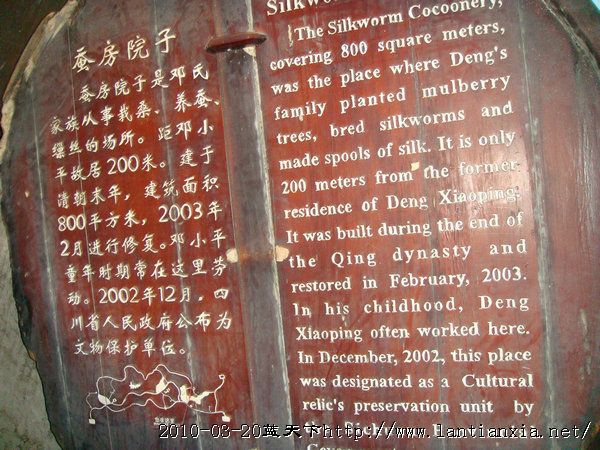 蚕房院子
蚕房院子是邓氏
家族从事栽桑、养蚕、
缫丝的场所。距邓小
平故居200米。建于
清朝末年，建筑面积
800平方米，2003年
2月进行修复。邓小平
童年时期常在这里劳
动。2002年12月，四
川省人民政府公布为
文物保护单位。
The Silkworm Cocoonery,
covering 800 square meters,
was the place where Deng's
family planted mulberry
trees, bred silkworms and
made spools of silk. It is only
200 meters from the former
residence of Deng Xiaoping.
It was built during the end of
the Qing dynasty and
restored in February, 2003.
In his childhood, Deng
Xiaoping often worked here.
In December, 2002, this place
was designated as a Cultural
relic's preservation unit by
2010-03-20蓝天下http://www.lantianxia.net/